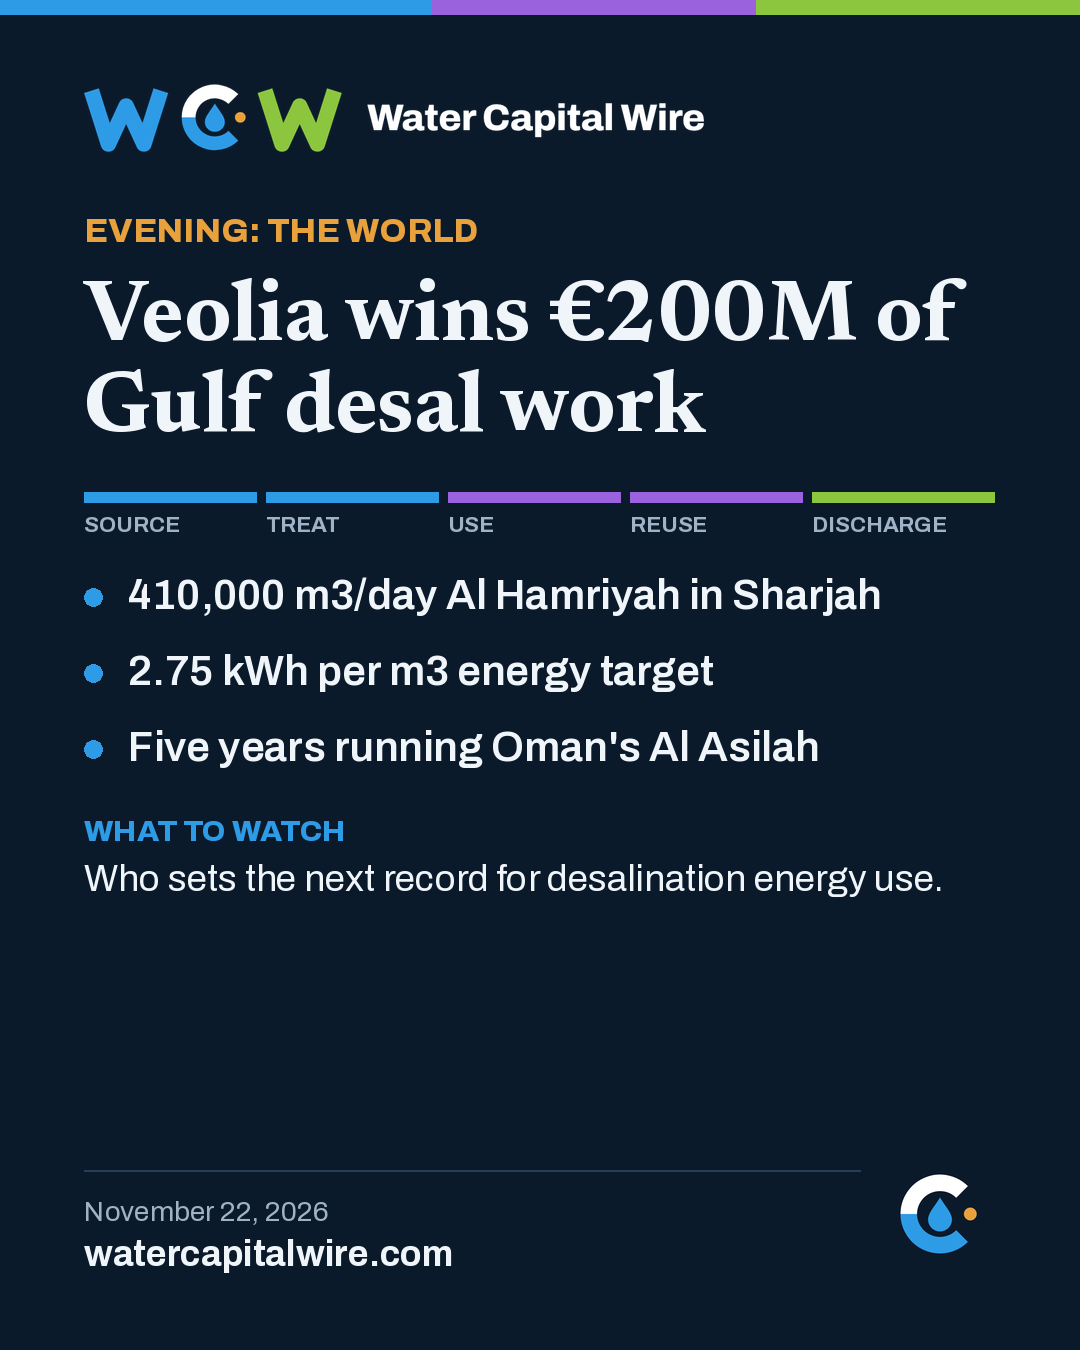 WCW Water Capital Wire
EVENING: THE WORLD
Veolia wins €200M of
Gulf desal work
SOURCE TREAT USE REUSE DISCHARGE
410,000 m3/day Al Hamriyah in Sharjah
2.75 kWh per m3 energy target
Five years running Oman's Al Asilah
WHAT TO WATCH
Who sets the next record for desalination energy use.
November 22, 2026
watercapitalwire.com